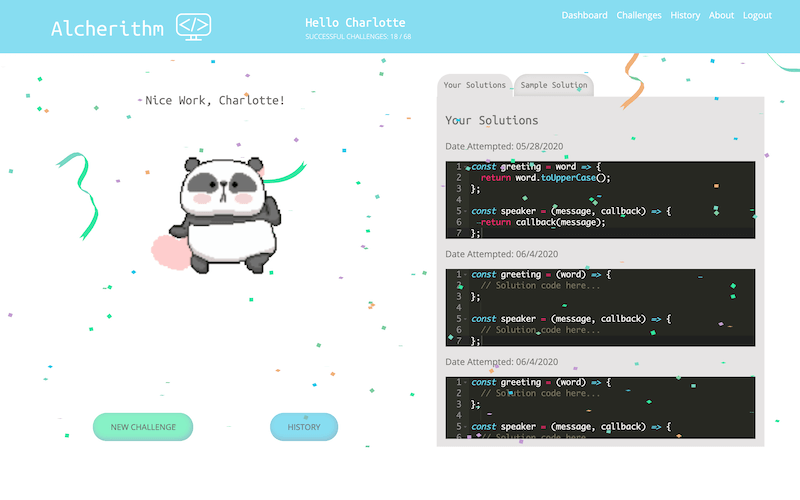 Alcherithm </>
Hello Charlotte
SUCCESSFUL CHALLENGES: 18 / 68
Dashboard Challenges History About Logout
Nice Work, Charlotte!
Your Solutions Sample Solution
Your Solutions
Date Attempted: 05/28/2020
1 const greeting = word => {
2 return word.toUpperCase();
3 };
4
5 const speaker = (message, callback) => {
6 return callback(message);
7 };
Date Attempted: 06/4/2020
1 const greeting = (word) => {
2 // Solution code here...
3 };
4
5 const speaker = (message, callback) => {
6 // Solution code here...
7 };
Date Attempted: 06/4/2020
1 const greeting = (word) => {
2 // Solution code here...
3 };
4
5 const speaker = (message, callback) => {
6 // Solution code here...
NEW CHALLENGE
HISTORY